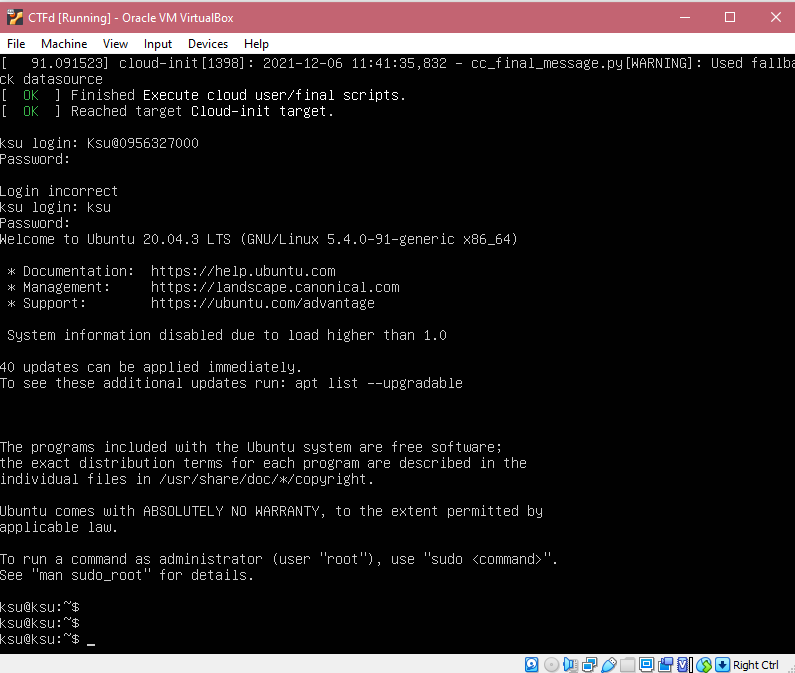 CTFd [Running] - Oracle VM VirtualBox
File Machine View Input Devices Help
[   91.091523] cloud-init[1398]: 2021-12-06 11:41:35,832 - cc_final_message.py[WARNING]: Used fallba
ck datasource
[  OK  ] Finished Execute cloud user/final scripts.
[  OK  ] Reached target Cloud-init target.
ksu login: Ksu@0956327000
Password:
Login incorrect
ksu login: ksu
Password:
Welcome to Ubuntu 20.04.3 LTS (GNU/Linux 5.4.0-91-generic x86_64)
 * Documentation:  https://help.ubuntu.com
 * Management:     https://landscape.canonical.com
 * Support:        https://ubuntu.com/advantage
 System information disabled due to load higher than 1.0
40 updates can be applied immediately.
To see these additional updates run: apt list --upgradable
The programs included with the Ubuntu system are free software;
the exact distribution terms for each program are described in the
individual files in /usr/share/doc/*/copyright.
Ubuntu comes with ABSOLUTELY NO WARRANTY, to the extent permitted by
applicable law.
To run a command as administrator (user "root"), use "sudo <command>".
See "man sudo_root" for details.
ksu@ksu:~$
ksu@ksu:~$
ksu@ksu:~$ _
Right Ctrl